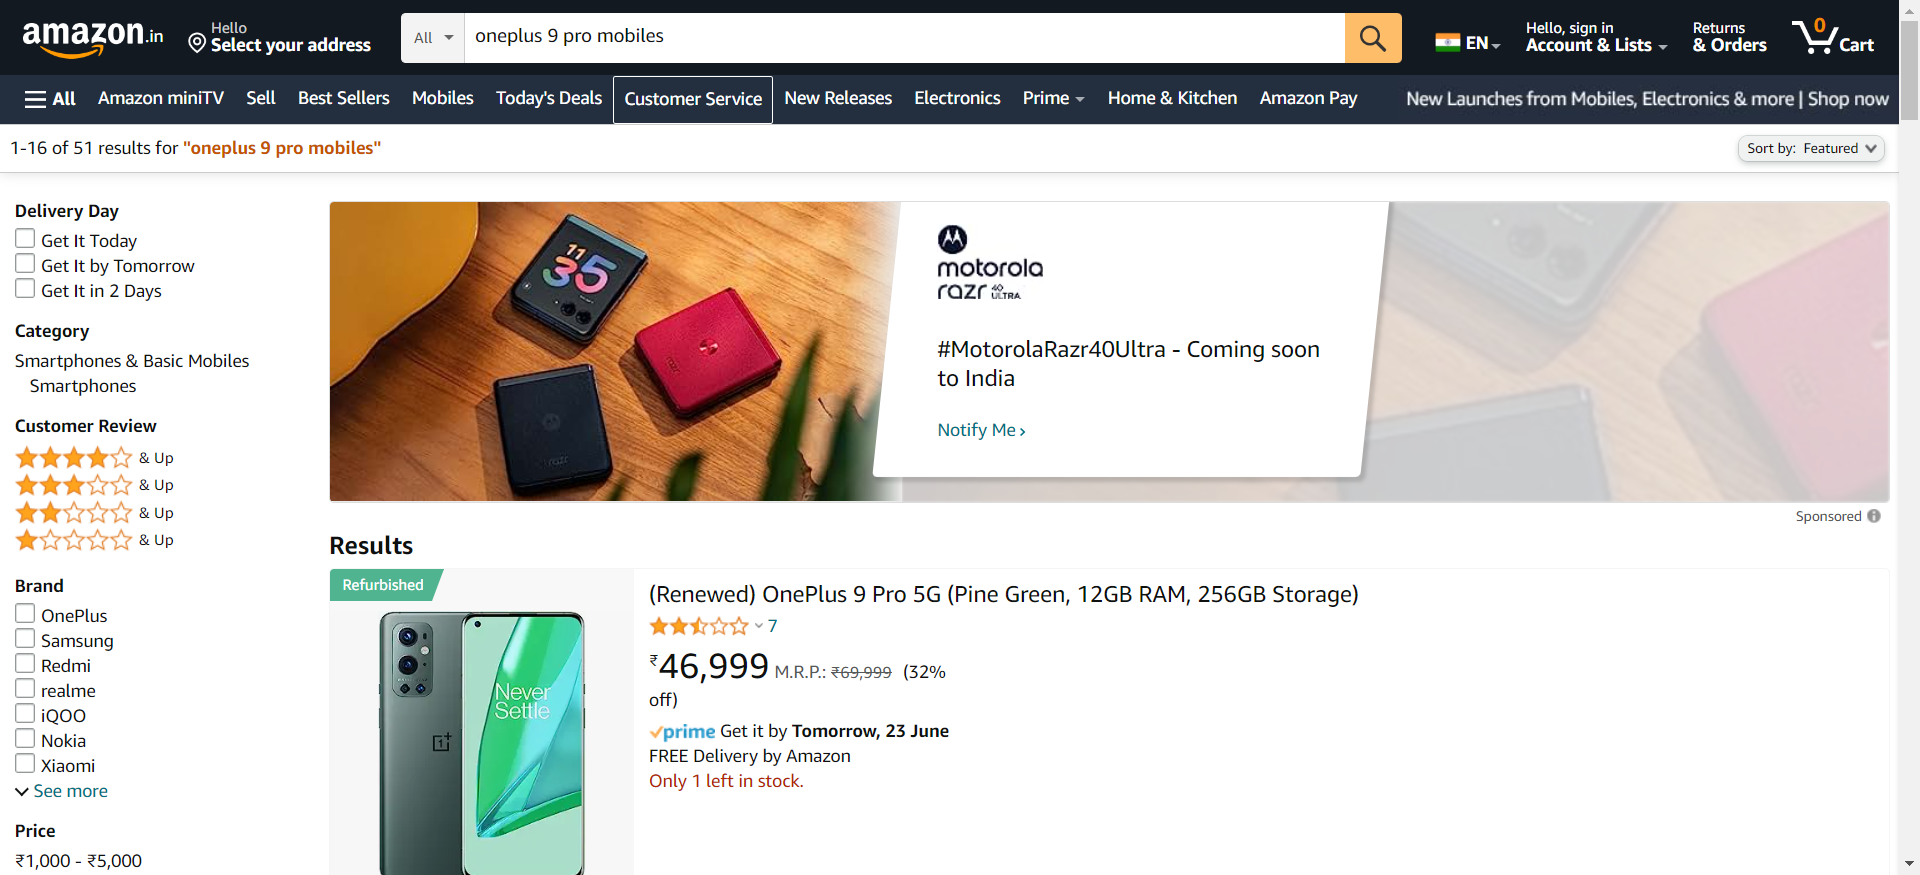 amazon.in
Hello
Select your address
All
oneplus 9 pro mobiles
EN
Hello, sign in
Account & Lists
Returns
& Orders
0
Cart
All
Amazon miniTV
Sell
Best Sellers
Mobiles
Today's Deals
Customer Service
New Releases
Electronics
Prime
Home & Kitchen
Amazon Pay
New Launches from Mobiles, Electronics & more | Shop now
1-16 of 51 results for "oneplus 9 pro mobiles"
Sort by: Featured
Delivery Day
Get It Today
Get It by Tomorrow
Get It in 2 Days
Category
Smartphones & Basic Mobiles
Smartphones
Customer Review
& Up
& Up
& Up
& Up
Brand
OnePlus
Samsung
Redmi
realme
iQOO
Nokia
Xiaomi
See more
Price
₹1,000 - ₹5,000
11
35
razr
motorola
razr 40 ULTRA
#MotorolaRazr40Ultra - Coming soon
to India
Notify Me ›
Sponsored
Results
Refurbished
Never
Settle
(Renewed) OnePlus 9 Pro 5G (Pine Green, 12GB RAM, 256GB Storage)
7
₹46,999 M.R.P.: ₹69,999 (32%
off)
prime Get it by Tomorrow, 23 June
FREE Delivery by Amazon
Only 1 left in stock.